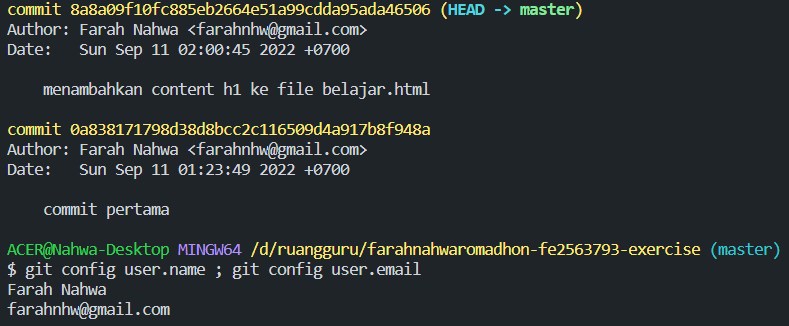 commit 8a8a09f10fc885eb2664e51a99cdda95ada46506 (HEAD -> master)
Author: Farah Nahwa <farahnhw@gmail.com>
Date:   Sun Sep 11 02:00:45 2022 +0700
menambahkan content h1 ke file belajar.html
commit 0a838171798d38d8bcc2c116509d4a917b8f948a
Author: Farah Nahwa <farahnhw@gmail.com>
Date:   Sun Sep 11 01:23:49 2022 +0700
commit pertama
ACER@Nahwa-Desktop MINGW64 /d/ruangguru/farahnahwaromadhon-fe2563793-exercise (master)
$ git config user.name ; git config user.email
Farah Nahwa
farahnhw@gmail.com